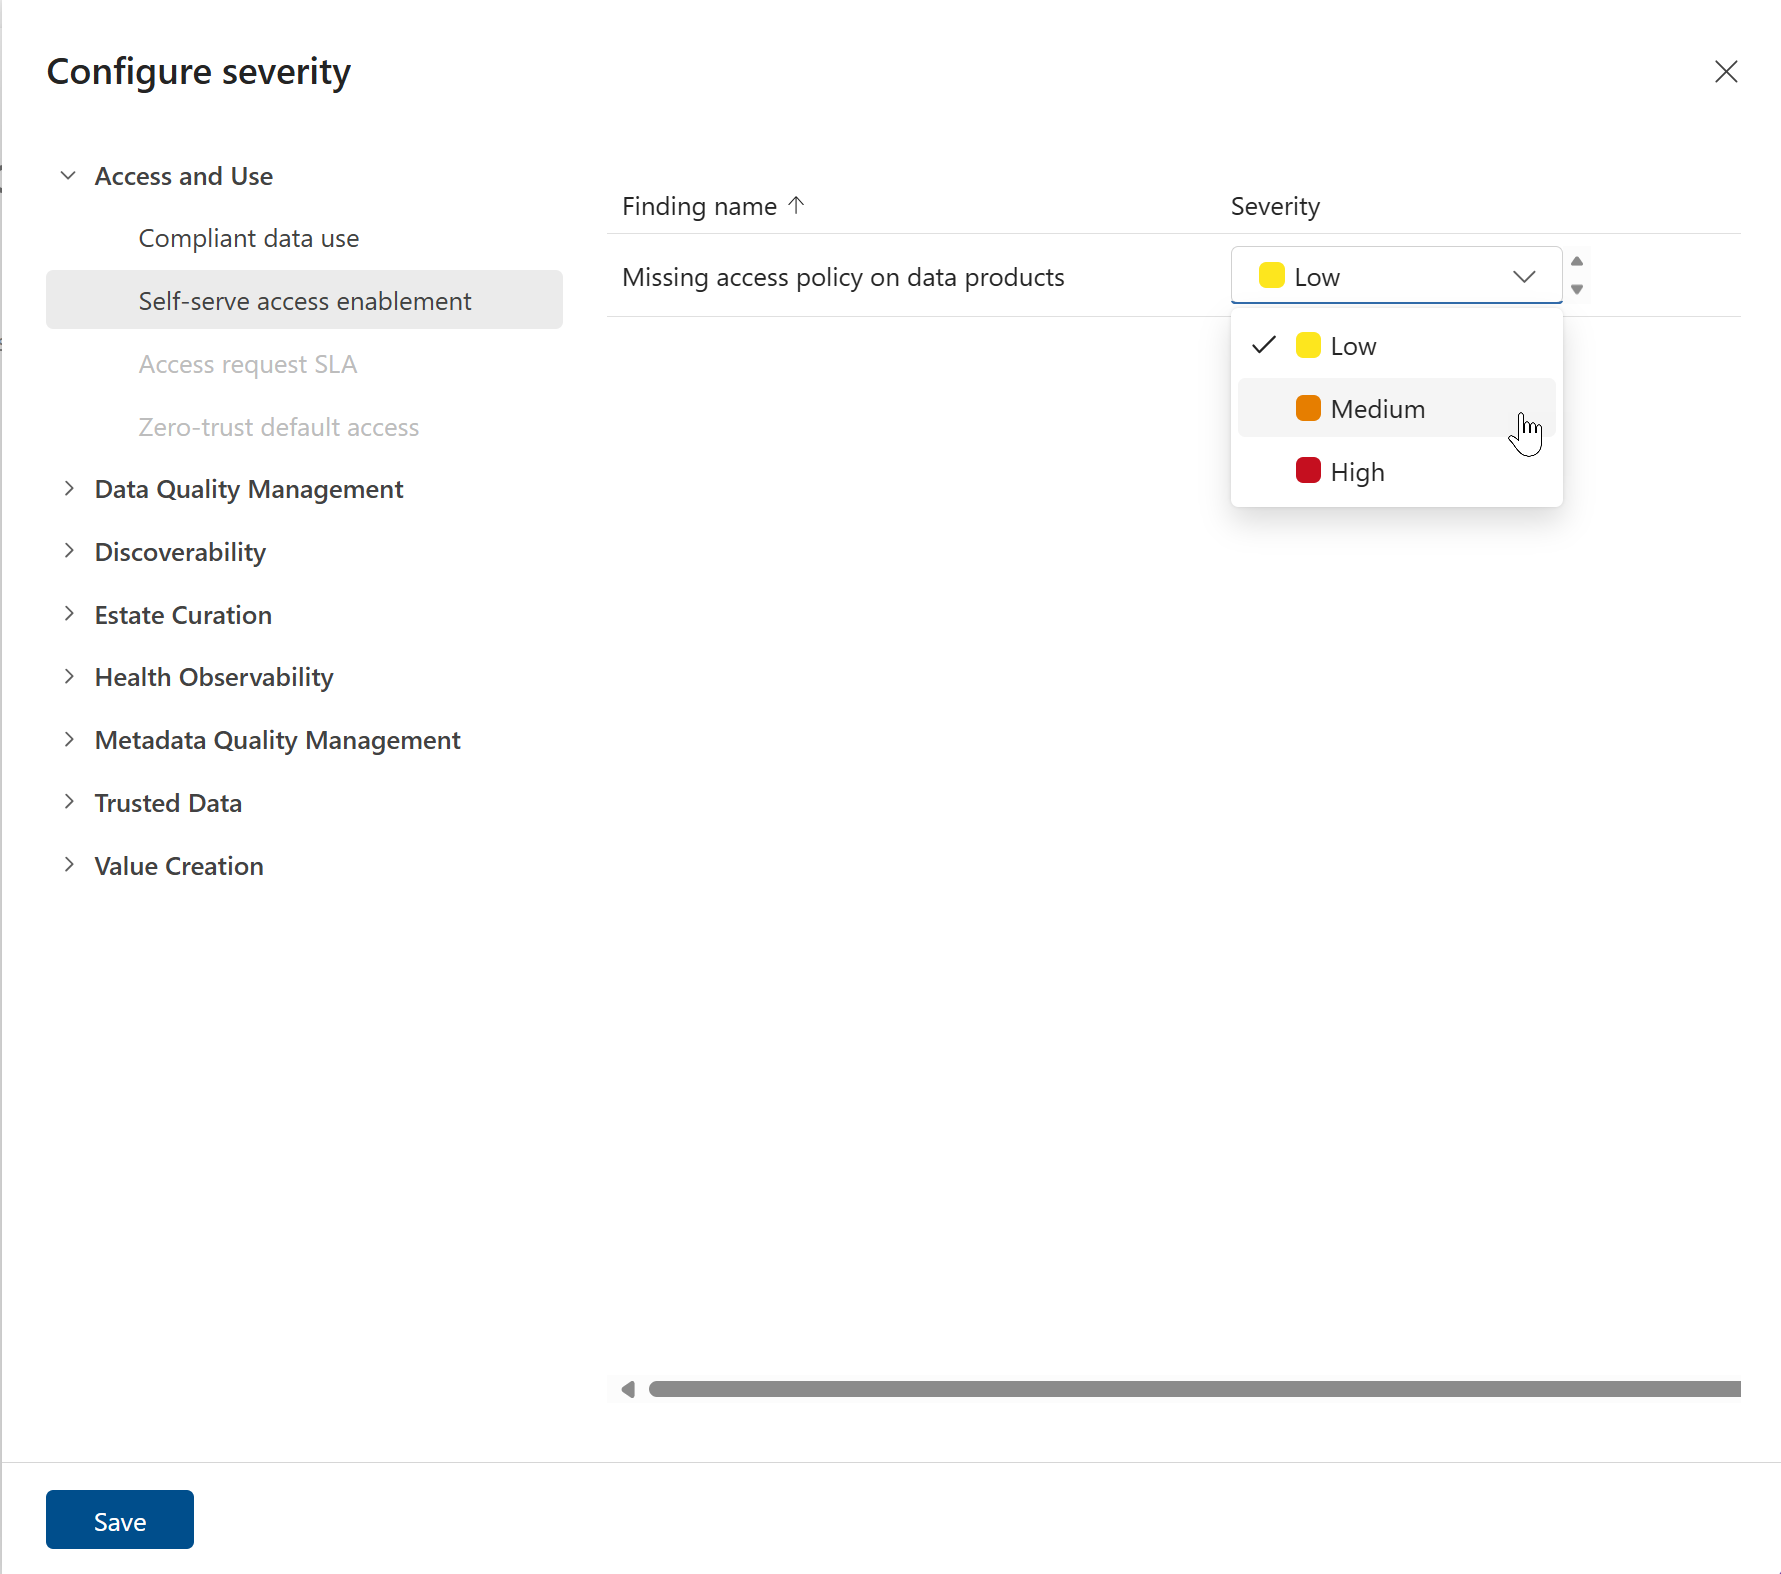 Configure severity
Access and Use
Compliant data use
Self-serve access enablement
Access request SLA
Zero-trust default access
Data Quality Management
Discoverability
Estate Curation
Health Observability
Metadata Quality Management
Trusted Data
Value Creation
Finding name Severity
Missing access policy on data products Low
Low
Medium
High
Save